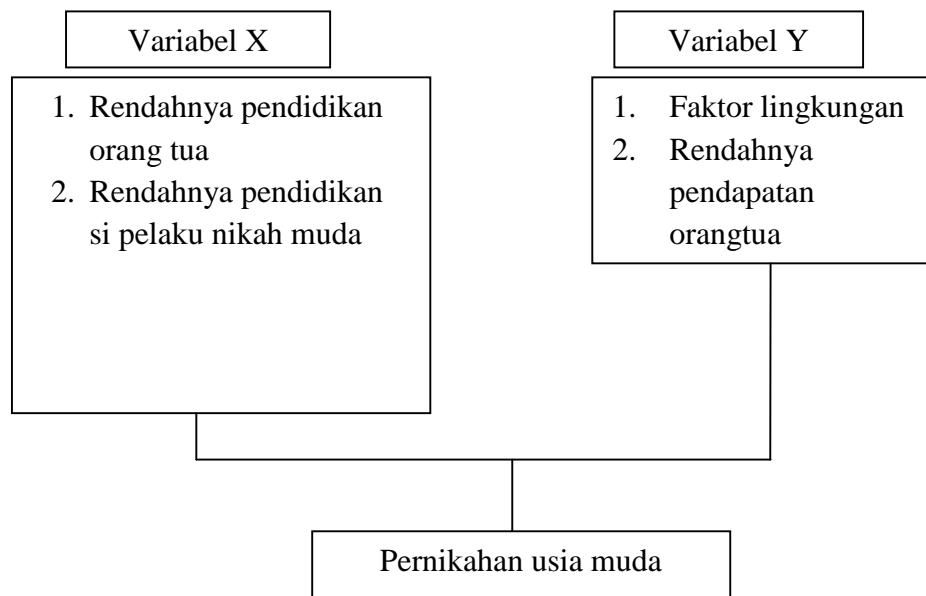 Variabel X
1. Rendahnya pendidikan
orang tua
2. Rendahnya pendidikan
si pelaku nikah muda
Variabel Y
1. Faktor lingkungan
2. Rendahnya
pendapatan
orangtua
Pernikahan usia muda